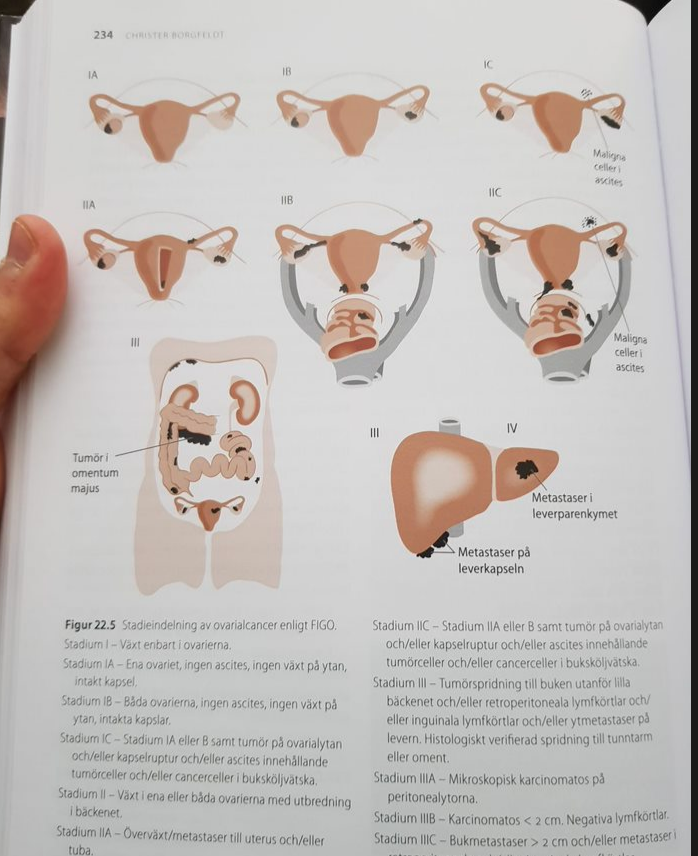 234 CHRISTER BORGFELDT
IA
IB
IC
Maligna
celler i
ascites
IIA
IIB
IIC
Maligna
celler i
ascites
III
Tumör i
omentum
majus
III
IV
Metastaser i
leverparenkymet
Metastaser på
leverkapseln
Figur 22.5 Stadieindelning av ovarialcancer enligt FIGO.
Stadium I – Växt enbart i ovarierna.
Stadium IA – Ena ovariet, ingen ascites, ingen växt på ytan,
intakt kapsel.
Stadium IB – Båda ovarierna, ingen ascites, ingen växt på
ytan, intakta kapslar.
Stadium IC – Stadium IA eller B samt tumör på ovarialytan
och/eller kapselruptur och/eller ascites innehållande
tumörceller och/eller cancerceller i buksköljvätska.
Stadium II – Växt i ena eller båda ovarierna med utbredning
i bäckenet.
Stadium IIA – Överväxt/metastaser till uterus och/eller
tuba.
Stadium IIC – Stadium IIA eller B samt tumör på ovarialytan
och/eller kapselruptur och/eller ascites innehållande
tumörceller och/eller cancerceller i buksköljvätska.
Stadium III – Tumörspridning till buken utanför lilla
bäckenet och/eller retroperitoneala lymfkörtlar och/
eller inguinala lymfkörtlar och/eller ytmetastaser på
levern. Histologiskt verifierad spridning till tunntarm
eller oment.
Stadium IIIA – Mikroskopisk karcinomatos på
peritonealytorna.
Stadium IIIB – Karcinomatos < 2 cm. Negativa lymfkörtlar.
Stadium IIIC – Bukmetastaser > 2 cm och/eller metastaser i